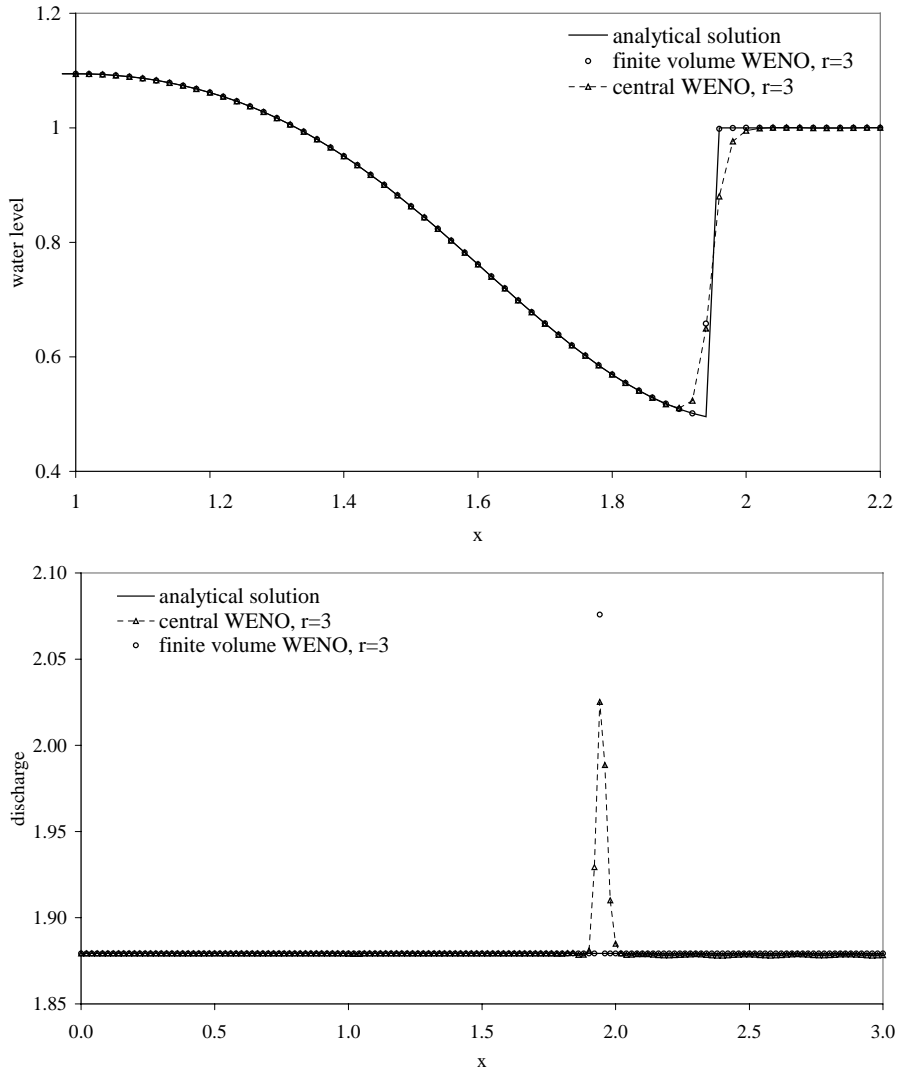 1.2
analytical solution
finite volume WENO, r=3
central WENO, r=3
1
water level
0.8
0.6
0.4
1
1.2
1.4
1.6
1.8
2
2.2
x
2.10
analytical solution
central WENO, r=3
finite volume WENO, r=3
2.05
2.00
discharge
1.95
1.90
1.85
0.0
0.5
1.0
1.5
2.0
2.5
3.0
x